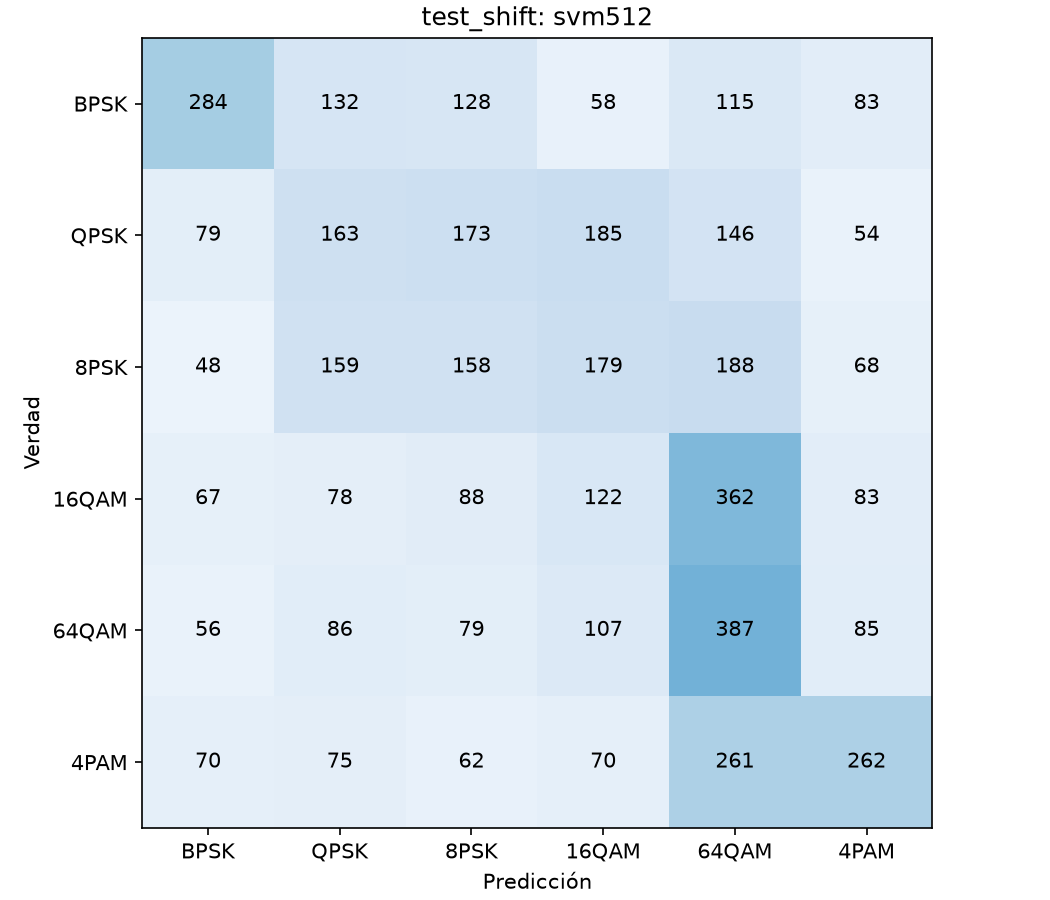 test_shift: svm512
Verdad
BPSK 284 132 128 58 115 83
QPSK 79 163 173 185 146 54
8PSK 48 159 158 179 188 68
16QAM 67 78 88 122 362 83
64QAM 56 86 79 107 387 85
4PAM 70 75 62 70 261 262
BPSK QPSK 8PSK 16QAM 64QAM 4PAM
Predicción